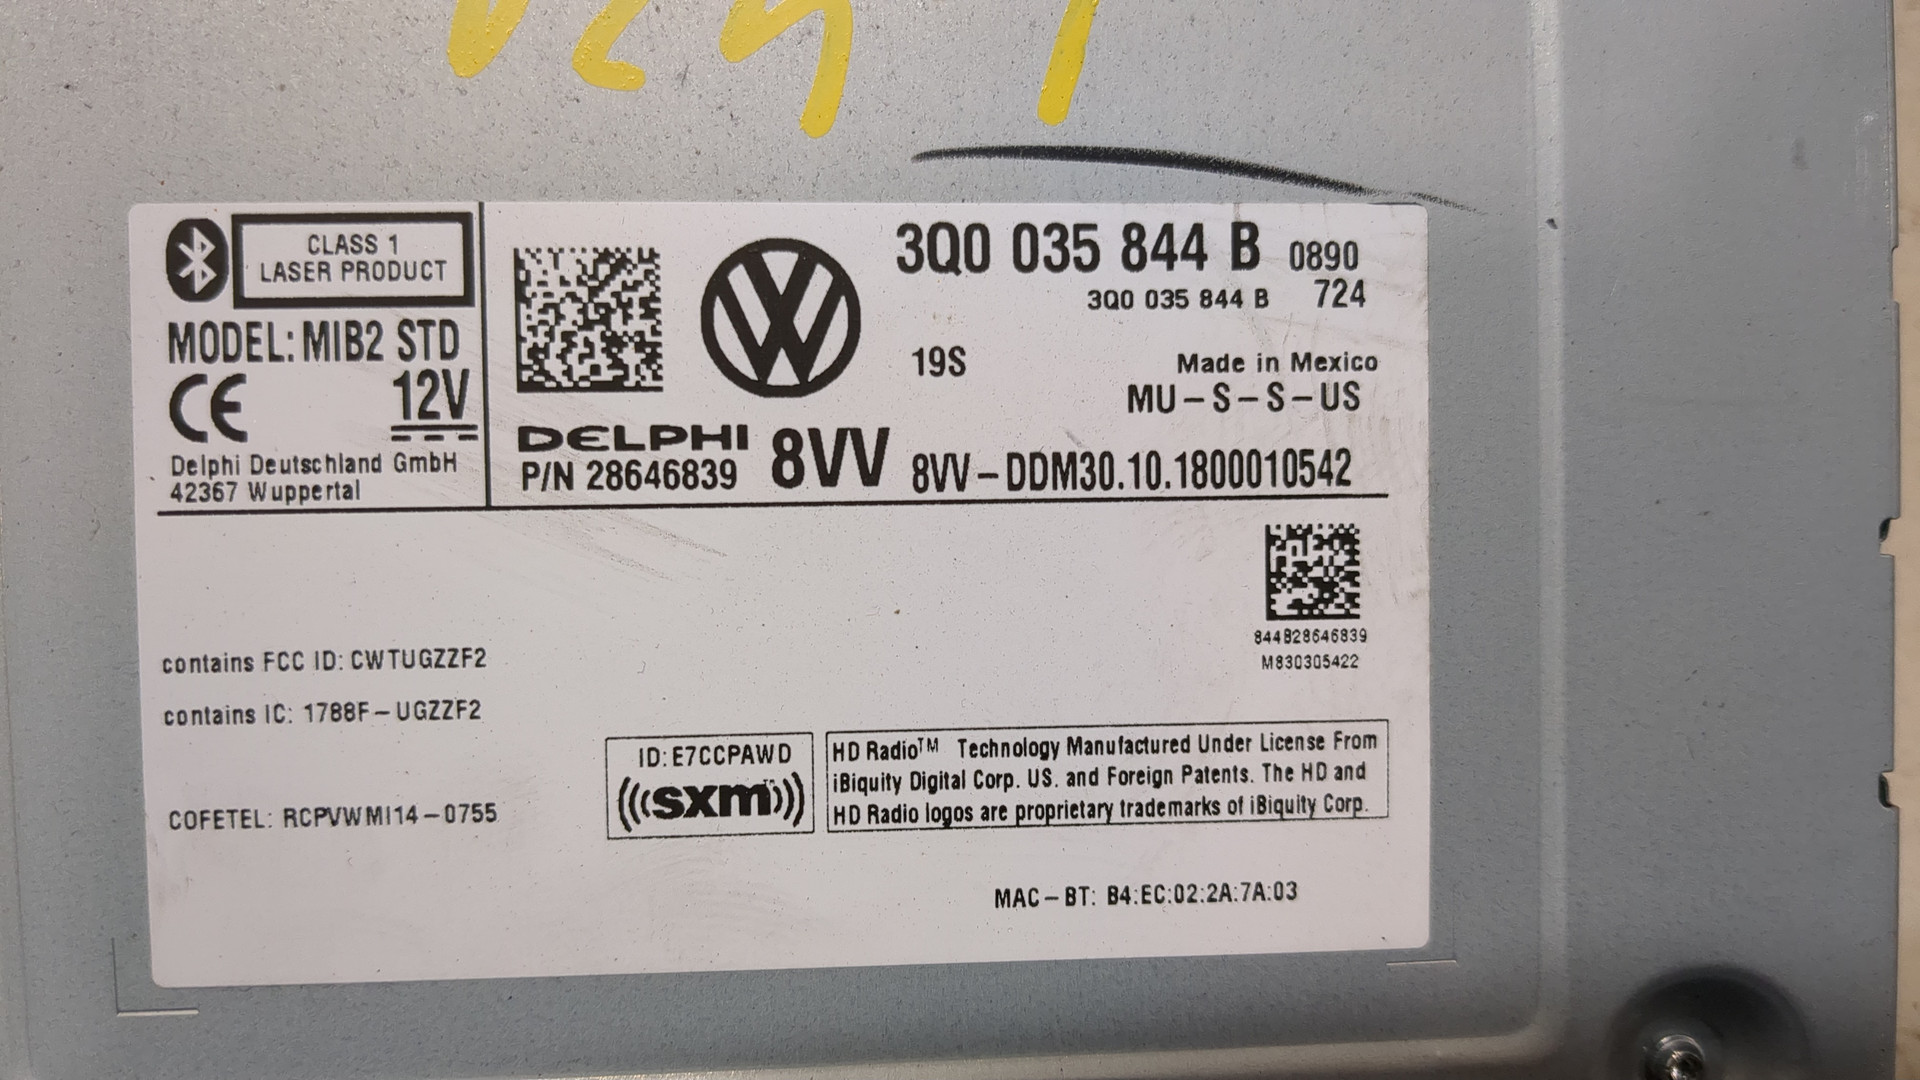 CLASS 1
LASER PRODUCT
MODEL: MIB2 STD
CE 12V
Delphi Deutschland GmbH
42367 Wuppertal
DELPHI
P/N 28646839
8VV
3Q0 035 844 B 0890
3Q0 035 844 B 724
19S
Made in Mexico
MU-S-S-US
8VV-DDM30.10.1800010542
844B28646839
M830305422
contains FCC ID: CWTUGZZF2
contains IC: 1788F-UGZZF2
COFETEL: RCPVWMI14-0755
ID: E7CCPAWD
(((sxm)))
HD Radio™ Technology Manufactured Under License From
iBiquity Digital Corp. US. and Foreign Patents. The HD and
HD Radio logos are proprietary trademarks of iBiquity Corp.
MAC-BT: B4:EC:02:2A:7A:03